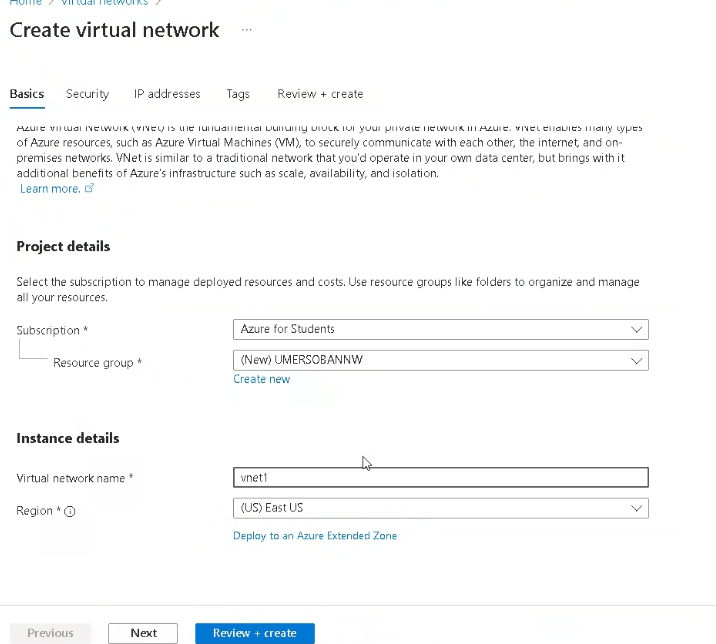 Home > Virtual networks >
Create virtual network ...
Basics Security IP addresses Tags Review + create
Azure Virtual Network (VNet) is the fundamental building block for your private network in Azure. VNet enables many types
of Azure resources, such as Azure Virtual Machines (VM), to securely communicate with each other, the internet, and on-
premises networks. VNet is similar to a traditional network that you'd operate in your own data center, but brings with it
additional benefits of Azure's infrastructure such as scale, availability, and isolation.
Learn more.
Project details
Select the subscription to manage deployed resources and costs. Use resource groups like folders to organize and manage
all your resources.
Subscription * Azure for Students
Resource group * (New) UMERSOBANNW
Create new
Instance details
Virtual network name * vnet1
Region * (US) East US
Deploy to an Azure Extended Zone
Previous Next Review + create